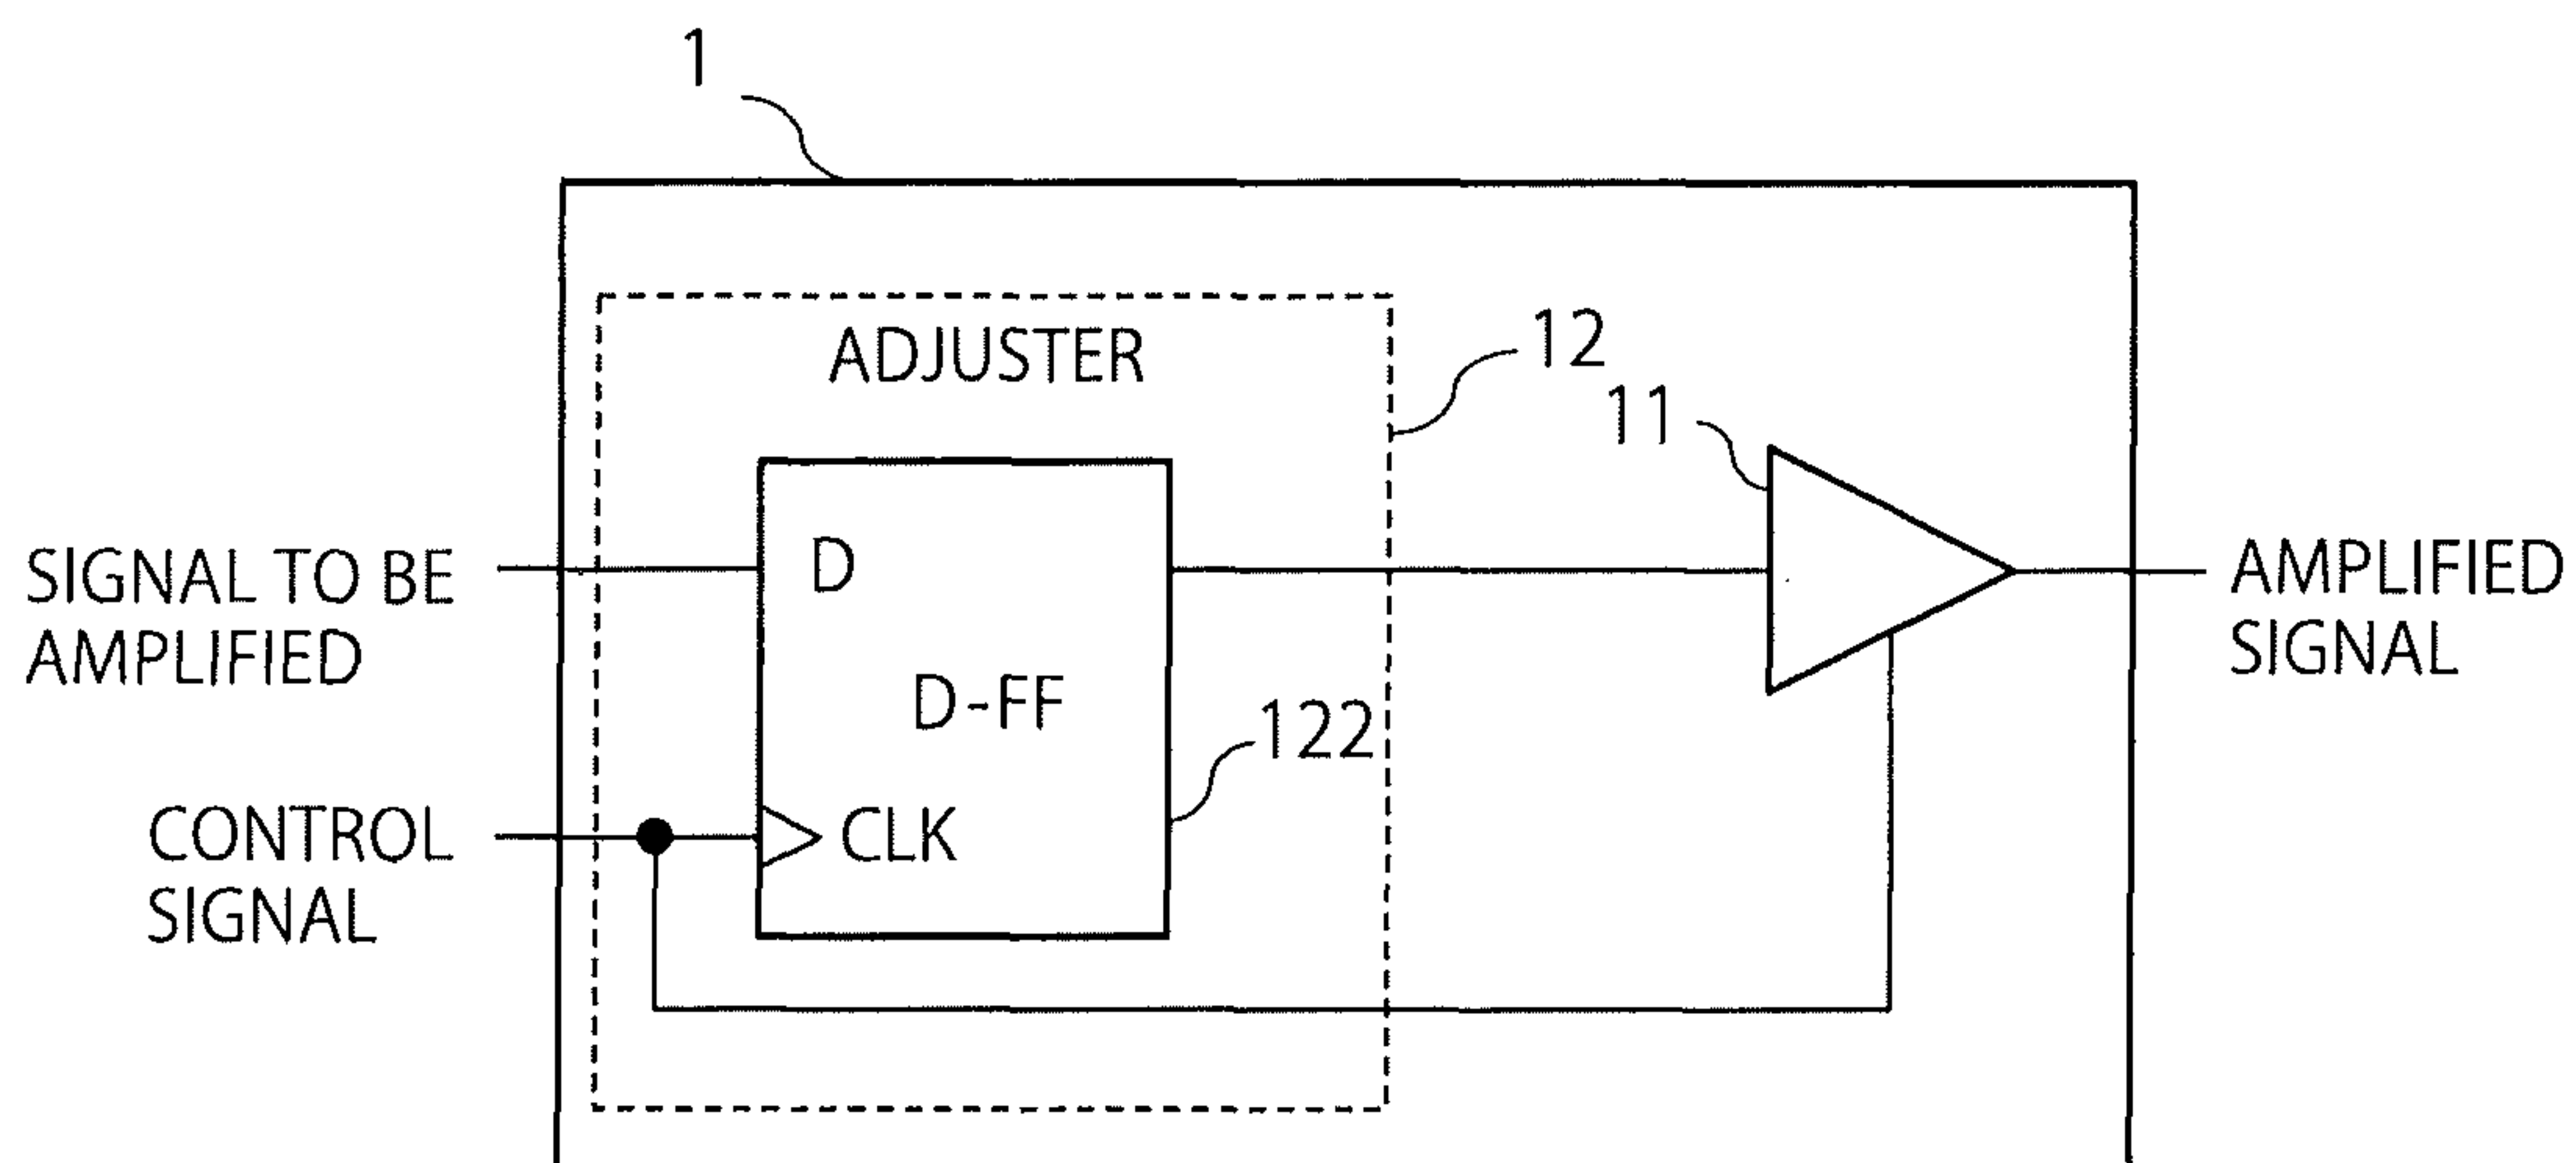 1
ADJUSTER
12
11
SIGNAL TO BE
AMPLIFIED
D
D-FF
122
CONTROL
SIGNAL
CLK
AMPLIFIED
SIGNAL